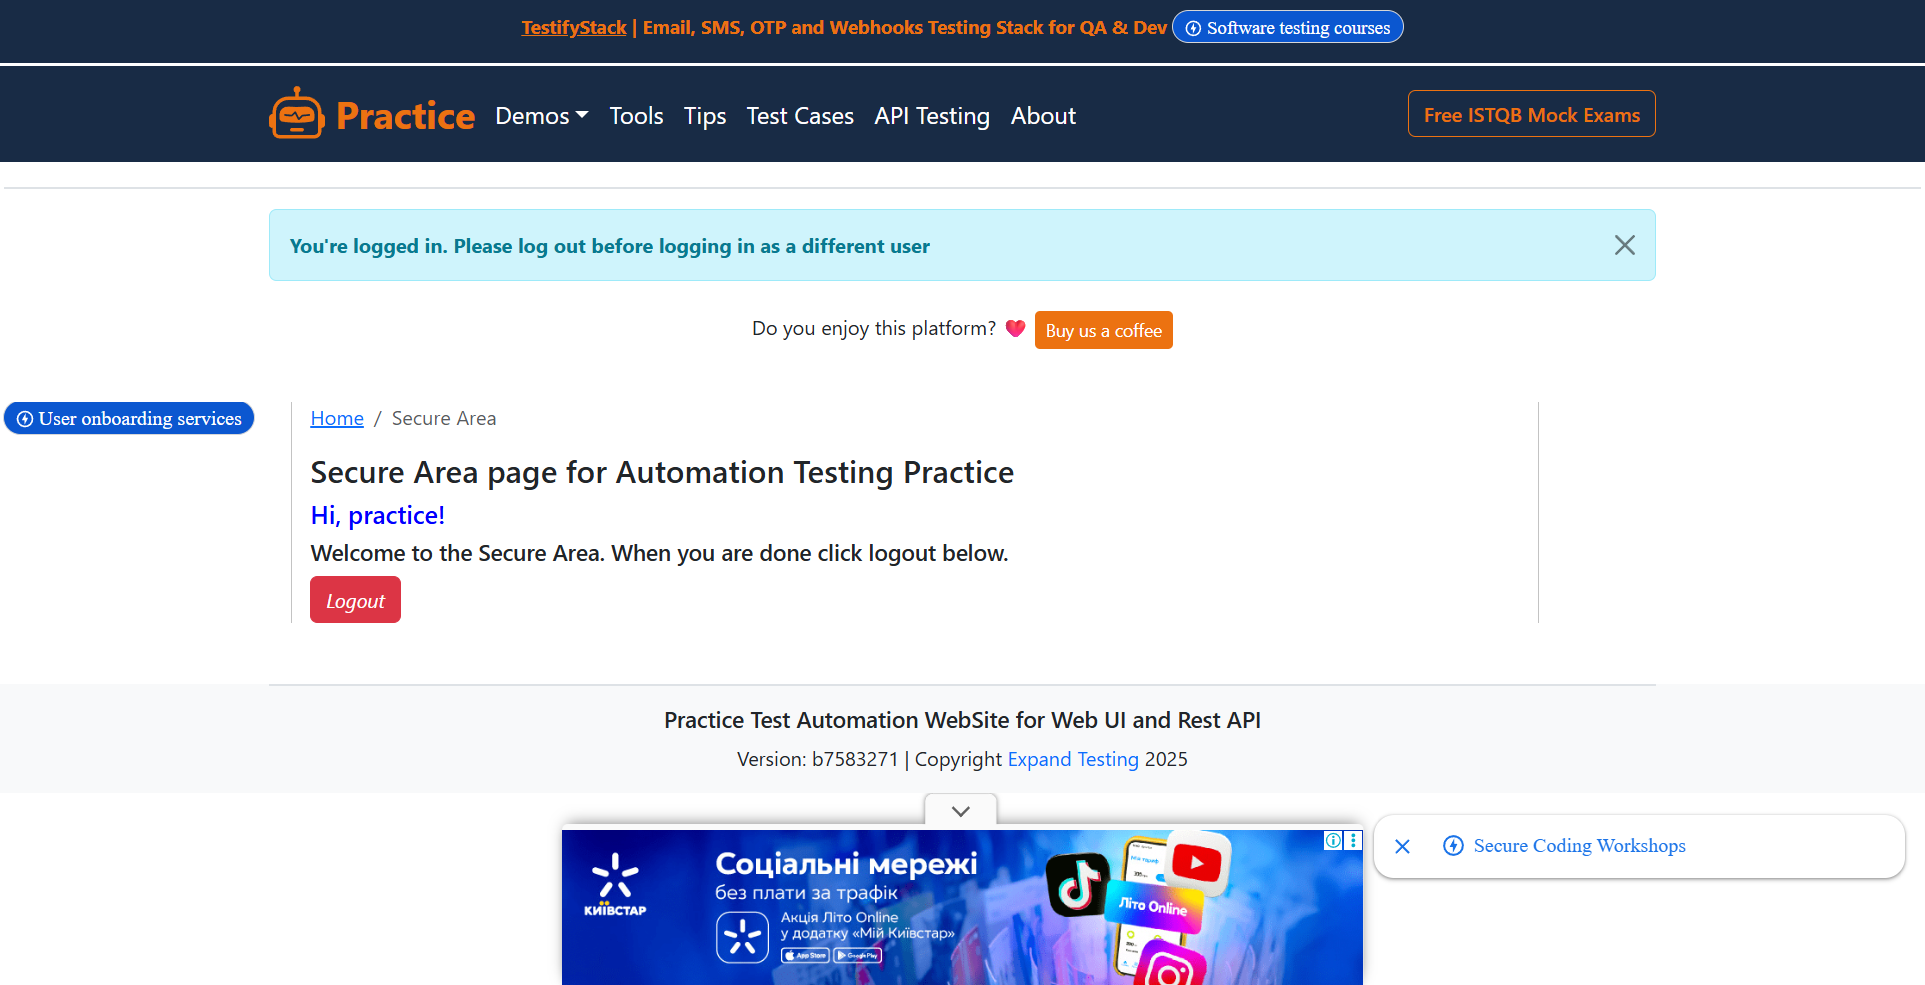 TestifyStack | Email, SMS, OTP and Webhooks Testing Stack for QA & Dev Software testing courses
Practice Demos Tools Tips Test Cases API Testing About Free ISTQB Mock Exams
You're logged in. Please log out before logging in as a different user
Do you enjoy this platform? Buy us a coffee
User onboarding services
Home / Secure Area
Secure Area page for Automation Testing Practice
Hi, practice!
Welcome to the Secure Area. When you are done click logout below.
Logout
Practice Test Automation WebSite for Web UI and Rest API
Version: b7583271 | Copyright Expand Testing 2025
КИЇВСТАР
Соціальні мережі
без плати за трафік
Акція Літо Online
у додатку «Мій Київстар»
App Store Google Play
Літо Online
Secure Coding Workshops